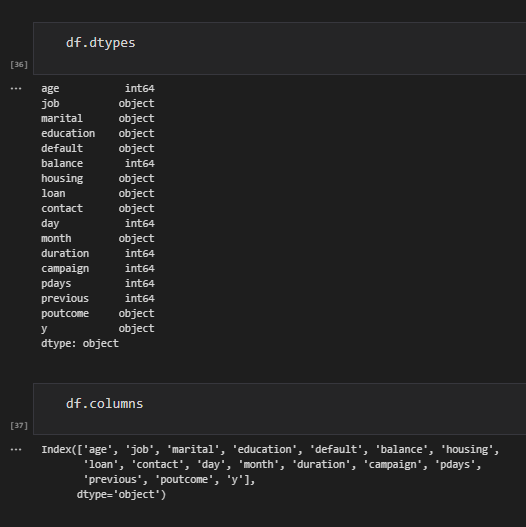 df.dtypes
[36]
... age int64
job object
marital object
education object
default object
balance int64
housing object
loan object
contact object
day int64
month object
duration int64
campaign int64
pdays int64
previous int64
poutcome object
y object
dtype: object
df.columns
[37]
... Index(['age', 'job', 'marital', 'education', 'default', 'balance', 'housing',
'loan', 'contact', 'day', 'month', 'duration', 'campaign', 'pdays',
'previous', 'poutcome', 'y'],
dtype='object')